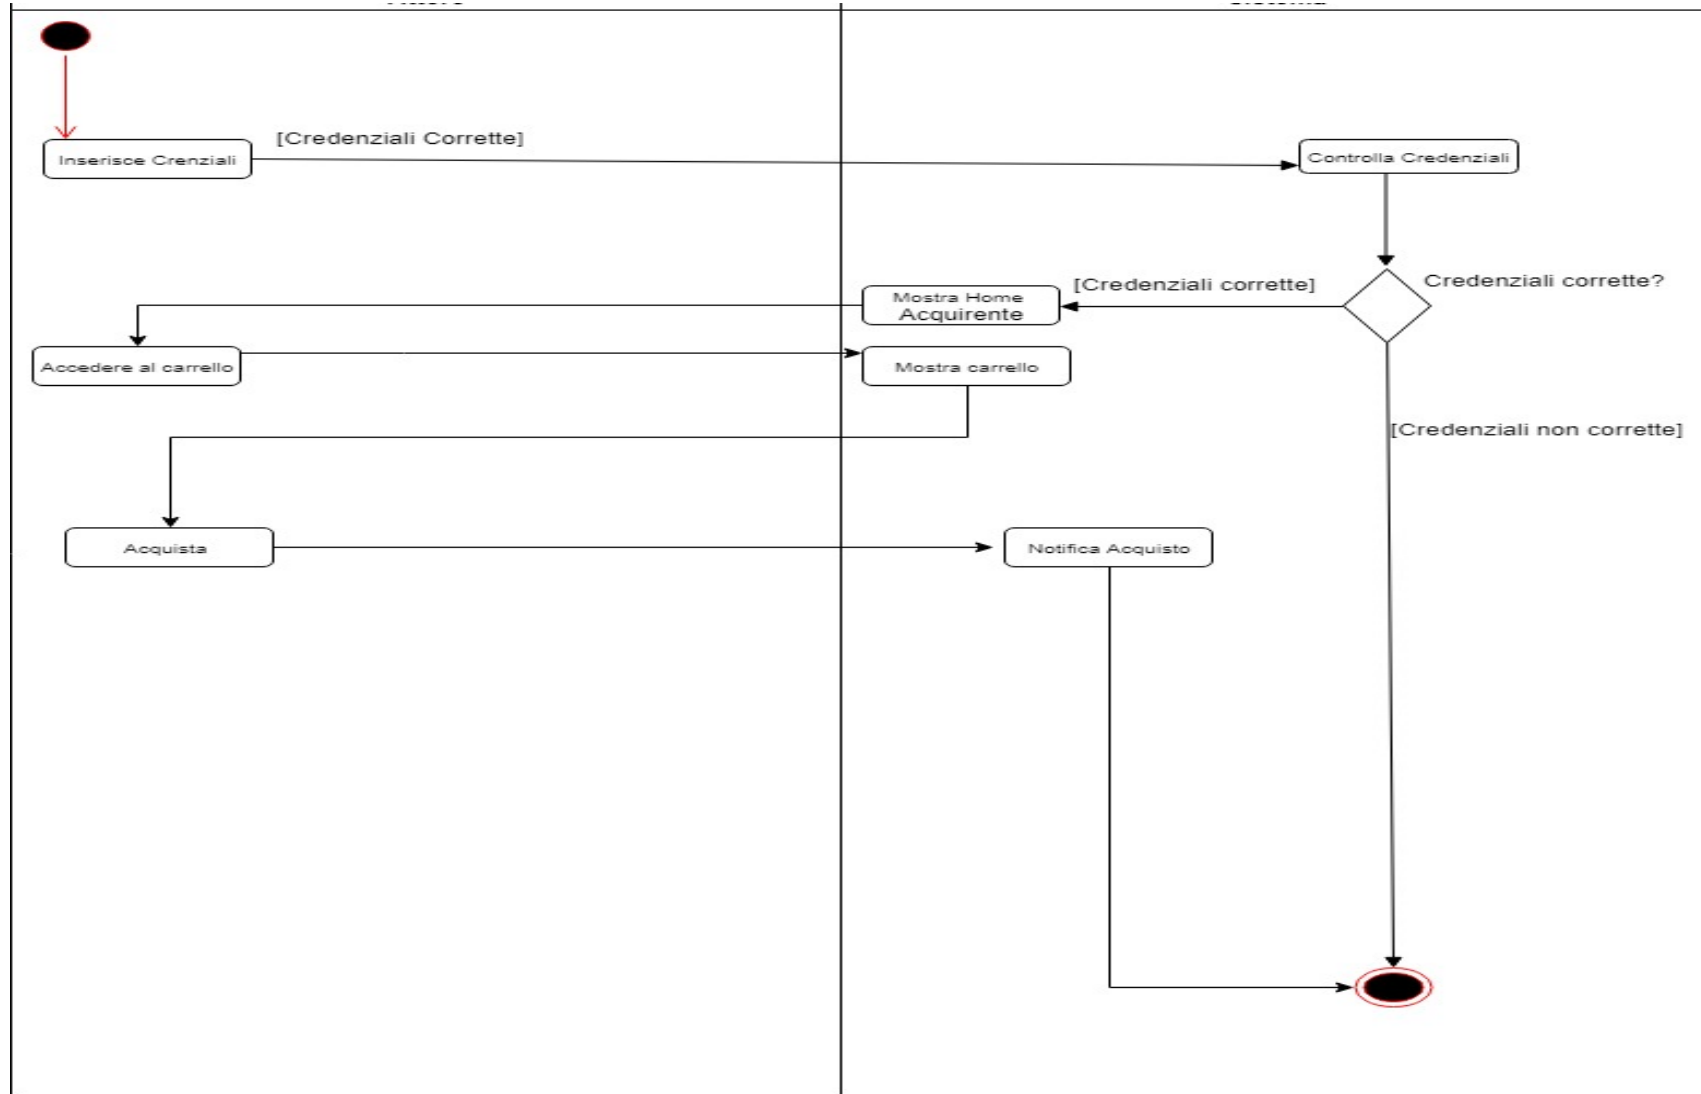 [Credenziali Corrette]
Inserisce Crenziali
Controlla Credenziali
Credenziali corrette?
[Credenziali corrette]
Mostra Home
Acquirente
Accedere al carrello
Mostra carrello
[Credenziali non corrette]
Acquista
Notifica Acquisto